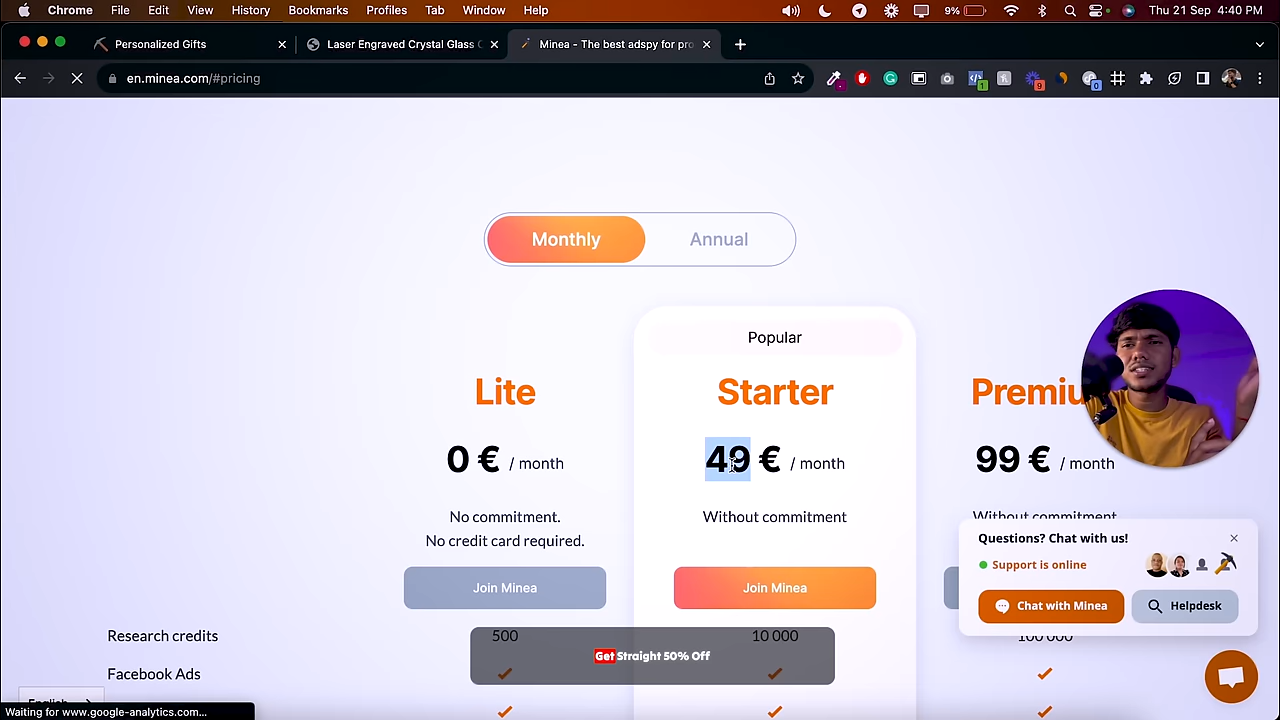 Chrome File Edit View History Bookmarks Profiles Tab Window Help 9% Thu 21 Sep 4:40 PM
Personalized Gifts Laser Engraved Crystal Glass Minea - The best adspy for pro
en.minea.com/#pricing
Monthly Annual
Popular
Lite Starter Premiu
0 € / month 49 € / month 99 € / month
No commitment. Without commitment Without commitment
No credit card required.
Join Minea Join Minea
Questions? Chat with us!
Support is online
Chat with Minea Helpdesk
Research credits 500 10 000 100 000
Get Straight 50% Off
Facebook Ads
English
Waiting for www.google-analytics.com...